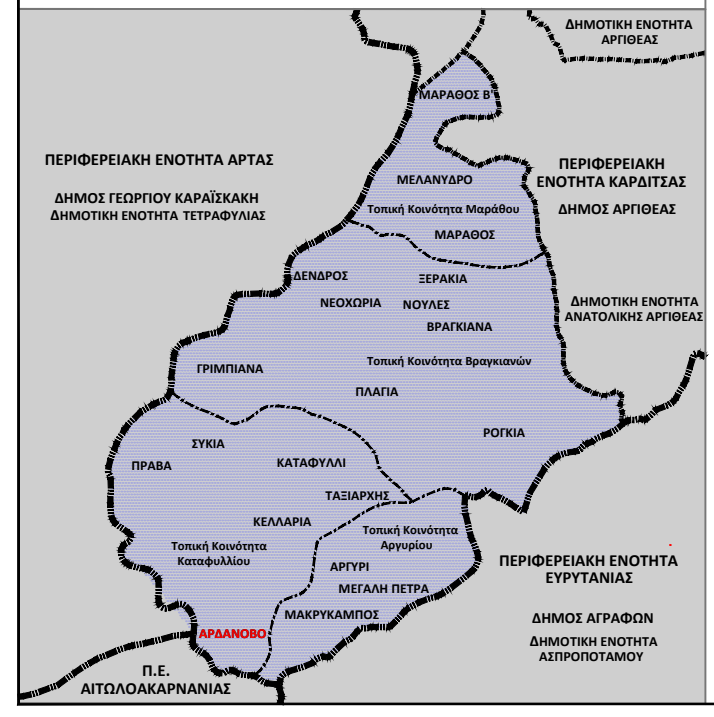 ΔΗΜΟΤΙΚΗ ΕΝΟΤΗΤΑ
ΑΡΓΙΘΕΑΣ
ΜΑΡΑΘΟΣ Β'
ΠΕΡΙΦΕΡΕΙΑΚΗ ΕΝΟΤΗΤΑ ΑΡΤΑΣ
ΔΗΜΟΣ ΓΕΩΡΓΙΟΥ ΚΑΡΑΪΣΚΑΚΗ
ΔΗΜΟΤΙΚΗ ΕΝΟΤΗΤΑ ΤΕΤΡΑΦΥΛΙΑΣ
ΠΕΡΙΦΕΡΕΙΑΚΗ
ΕΝΟΤΗΤΑ ΚΑΡΔΙΤΣΑΣ
ΔΗΜΟΣ ΑΡΓΙΘΕΑΣ
ΜΕΛΑΝΥΔΡΟ
Τοπική Κοινότητα Μαράθου
ΜΑΡΑΘΟΣ
ΔΕΝΔΡΟΣ
ΞΕΡΑΚΙΑ
ΝΕΟΧΩΡΙΑ
ΝΟΥΛΕΣ
ΒΡΑΓΚΙΑΝΑ
ΔΗΜΟΤΙΚΗ ΕΝΟΤΗΤΑ
ΑΝΑΤΟΛΙΚΗΣ ΑΡΓΙΘΕΑΣ
ΓΡΙΜΠΙΑΝΑ
Τοπική Κοινότητα Βραγκιανών
ΠΛΑΓΙΑ
ΡΟΓΚΙΑ
ΣΥΚΙΑ
ΠΡΑΒΑ
ΚΑΤΑΦΥΛΛΙ
ΤΑΞΙΑΡΧΗΣ
ΚΕΛΛΑΡΙΑ
Τοπική Κοινότητα
Καταφυλλίου
Τοπική Κοινότητα
Αργυρίου
ΑΡΓΥΡΙ
ΜΕΓΑΛΗ ΠΕΤΡΑ
ΜΑΚΡΥΚΑΜΠΟΣ
ΑΡΔΑΝΟΒΟ
ΠΕΡΙΦΕΡΕΙΑΚΗ ΕΝΟΤΗΤΑ
ΕΥΡΥΤΑΝΙΑΣ
ΔΗΜΟΣ ΑΓΡΑΦΩΝ
ΔΗΜΟΤΙΚΗ ΕΝΟΤΗΤΑ
ΑΣΠΡΟΠΟΤΑΜΟΥ
Π.Ε.
ΑΙΤΩΛΟΑΚΑΡΝΑΝΙΑΣ